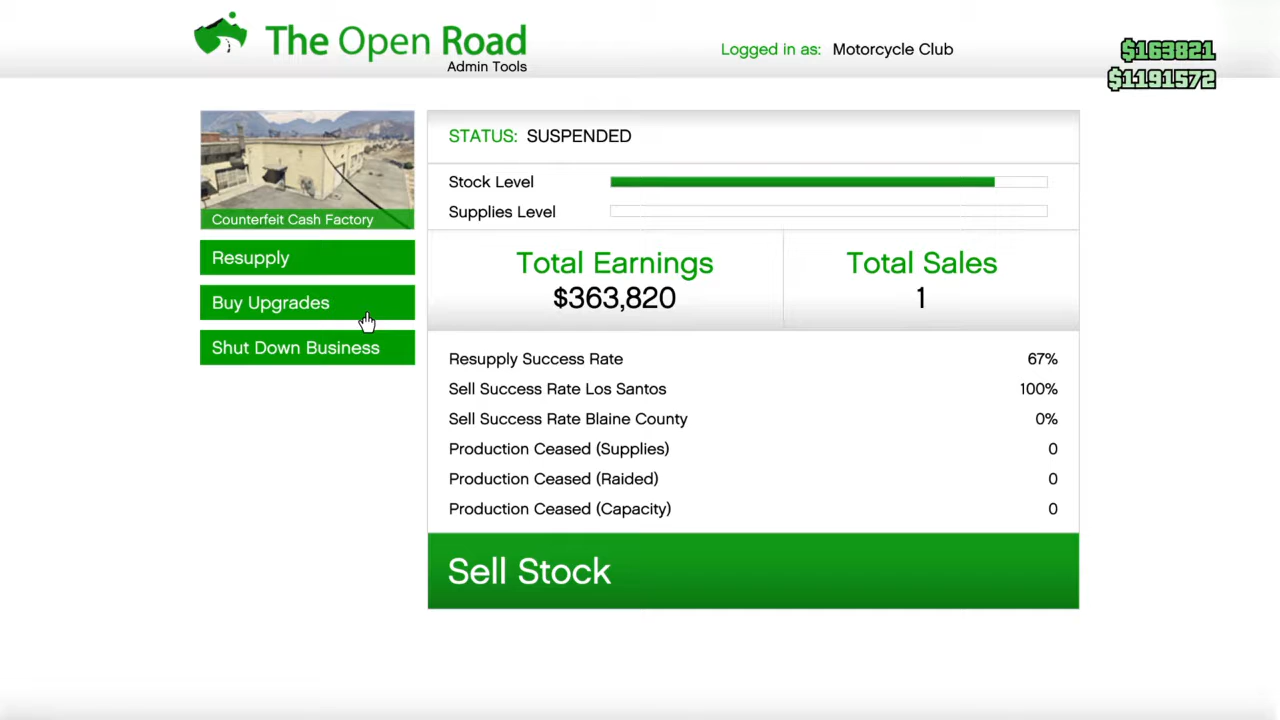 The Open Road
Admin Tools
Logged in as: Motorcycle Club
$163821
$1191572
Counterfeit Cash Factory
Resupply
Buy Upgrades
Shut Down Business
STATUS: SUSPENDED
Stock Level
Supplies Level
Total Earnings
$363,820
Total Sales
1
Resupply Success Rate 67%
Sell Success Rate Los Santos 100%
Sell Success Rate Blaine County 0%
Production Ceased (Supplies) 0
Production Ceased (Raided) 0
Production Ceased (Capacity) 0
Sell Stock